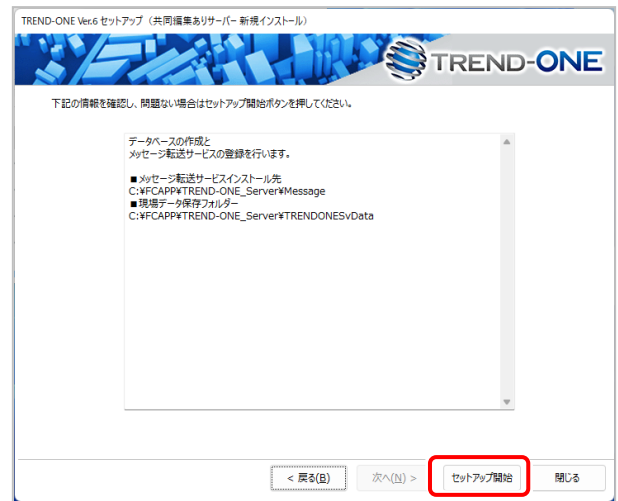 TREND-ONE Ver.6 セットアップ（共同編集ありサーバー 新規インストール）
TREND-ONE
下記の情報を確認し、問題ない場合はセットアップ開始ボタンを押してください。
データベースの作成と
メッセージ転送サービスの登録を行います。
■メッセージ転送サービスインストール先
C:¥FCAPP¥TREND-ONE_Server¥Message
■現場データ保存フォルダー
C:¥FCAPP¥TREND-ONE_Server¥TRENDONESvData
< 戻る(B)
次へ(N) >
セットアップ開始
閉じる